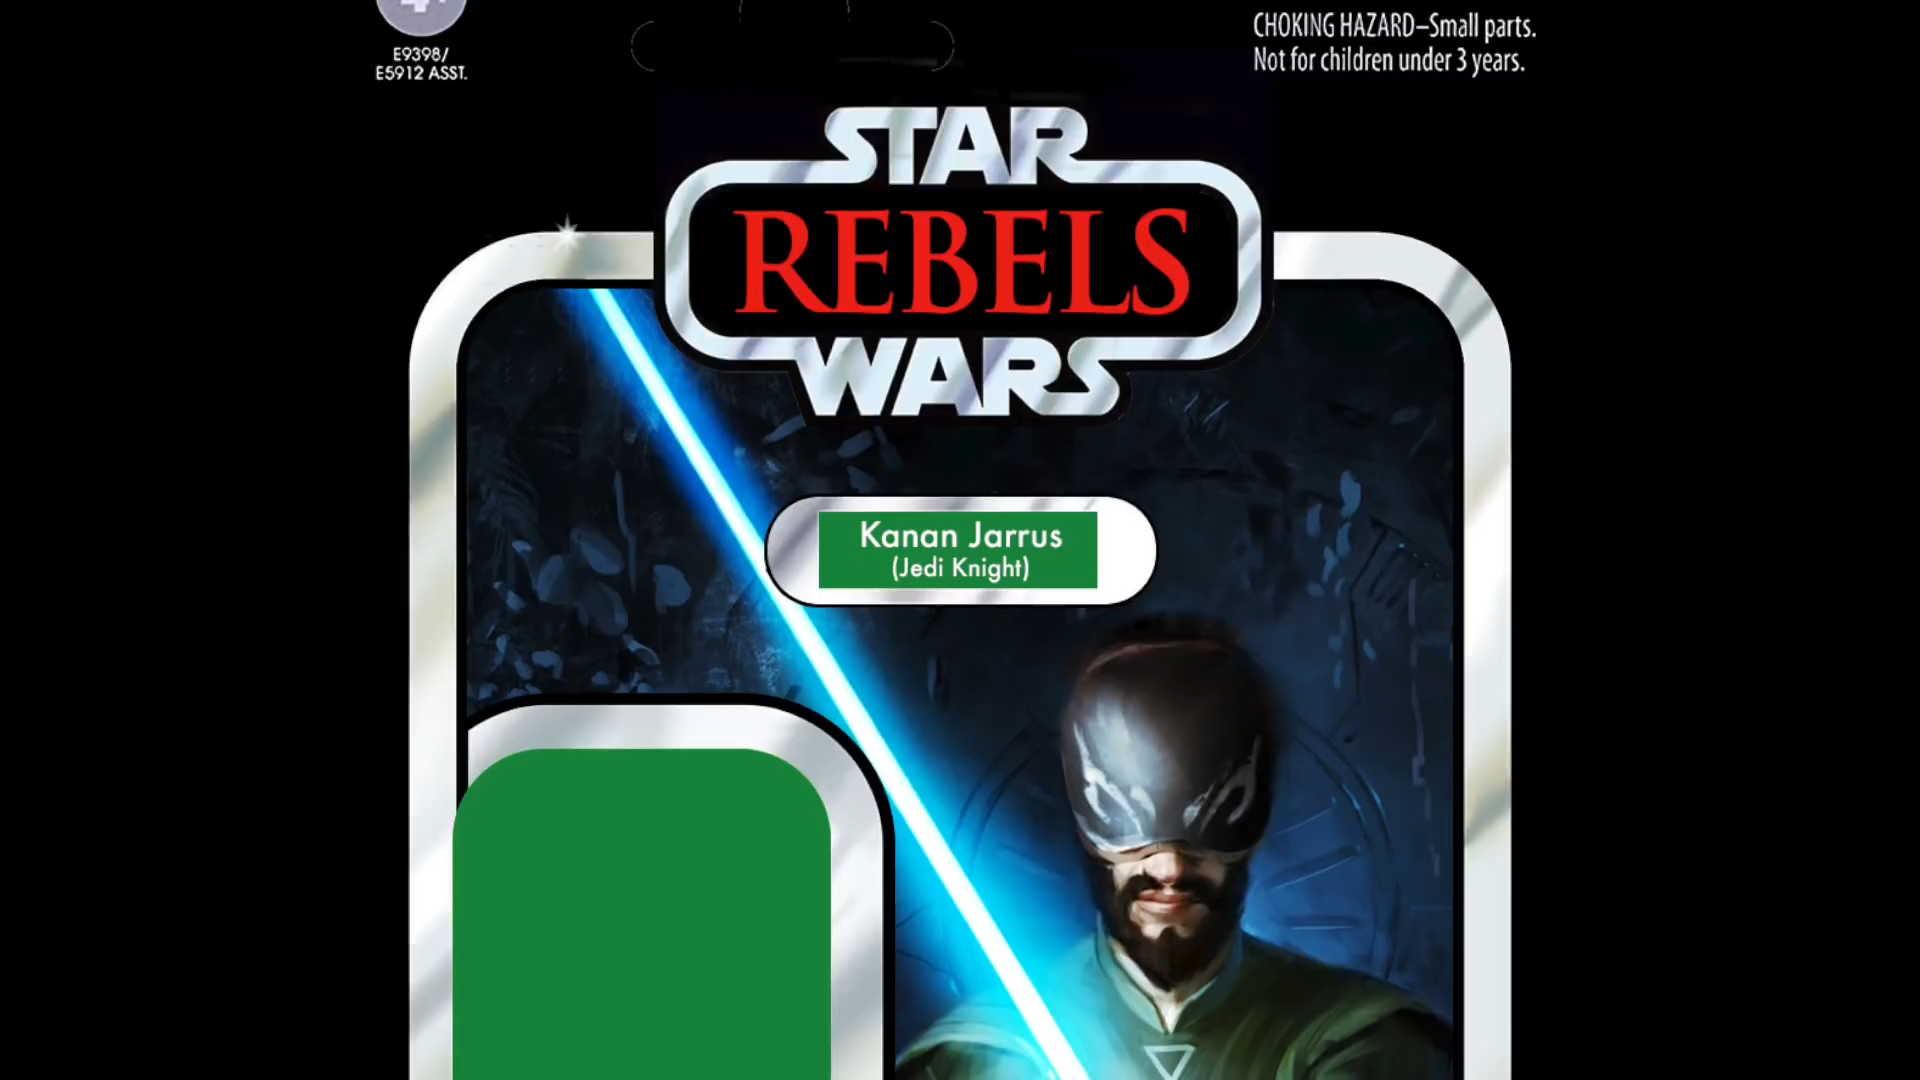 4+
E9398/
E5912 ASST.
CHOKING HAZARD–Small parts.
Not for children under 3 years.
STAR
REBELS
WARS
Kanan Jarrus
(Jedi Knight)